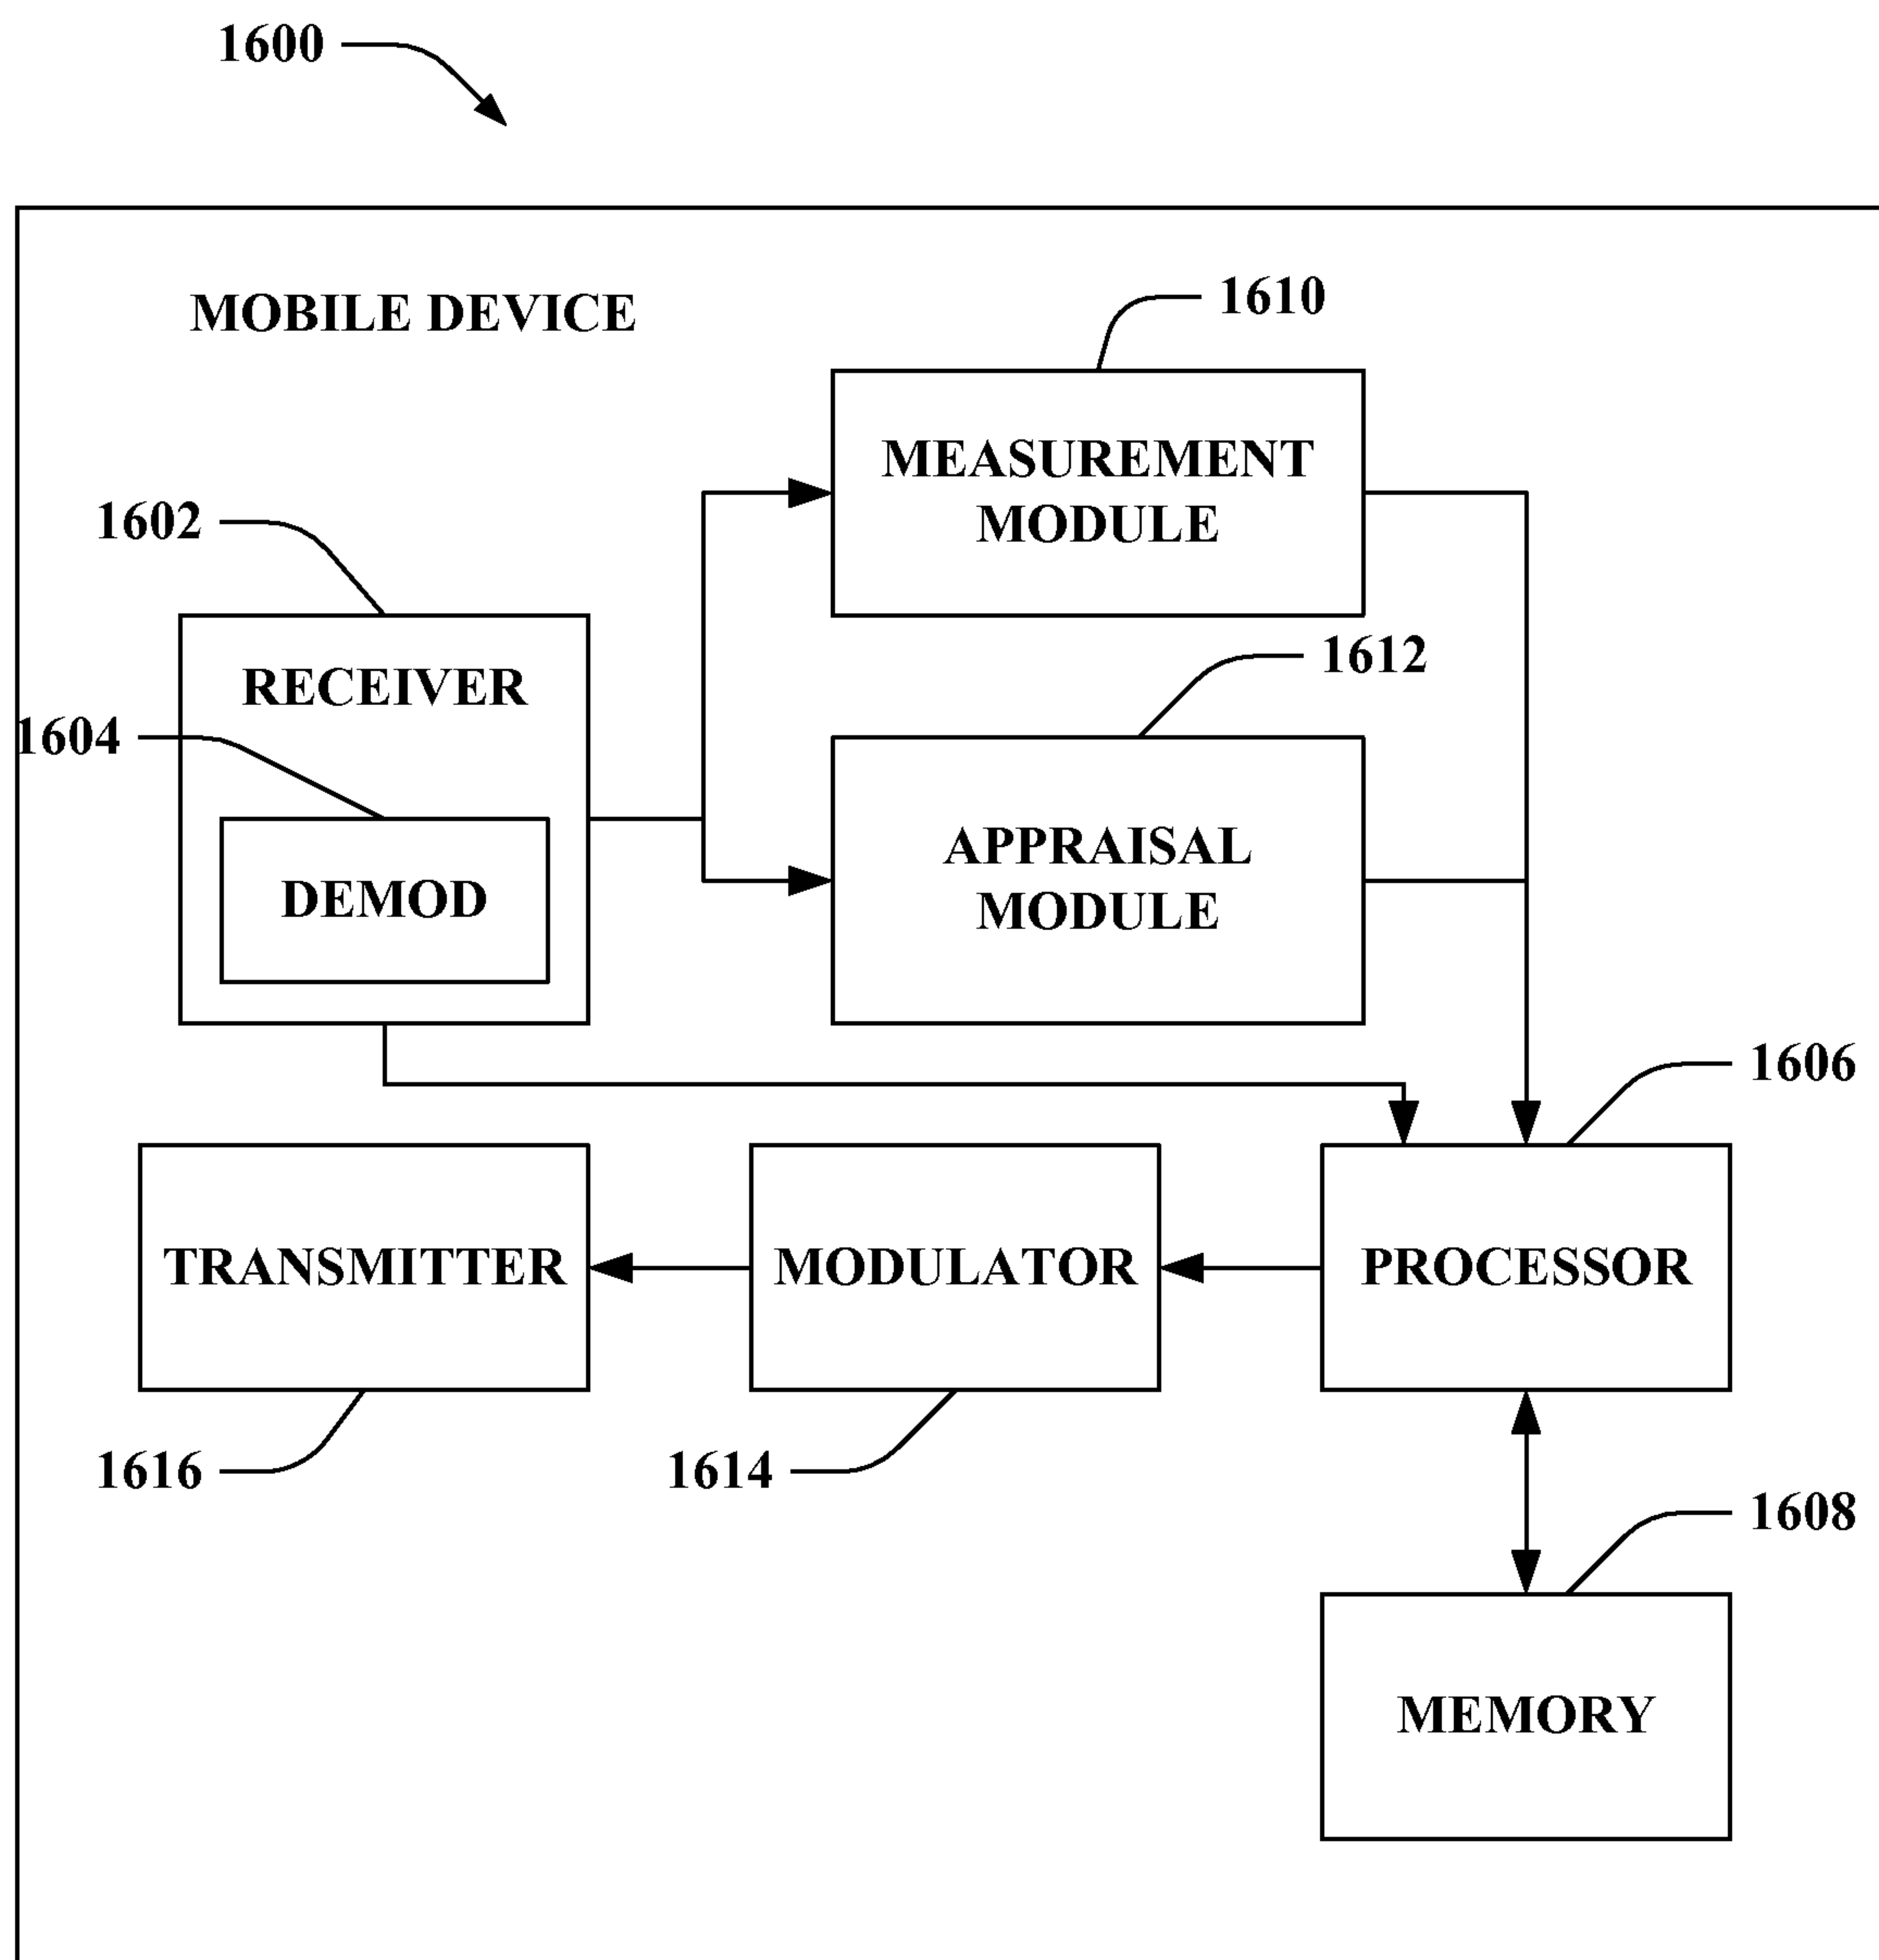 1600
MOBILE DEVICE
1610
MEASUREMENT
MODULE
1602
RECEIVER
1612
1604
APPRAISAL
MODULE
DEMOD
1606
TRANSMITTER
MODULATOR
PROCESSOR
1616
1614
1608
MEMORY